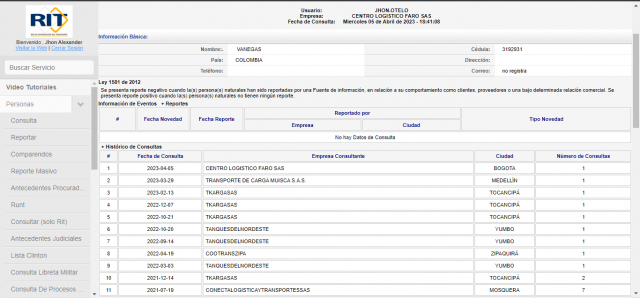 Usuario: JHON.OTELO
Empresa: CENTRO LOGISTICO FARO SAS
Fecha de Consulta: Miercoles 05 de Abril de 2023 - 18:41:08
RIT
Bienvenido : Jhon Alexander
Visitar la Web | Cerrar Sesión
Buscar Servicio
Video Tutoriales
Personas
Consulta
Reportar
Comparendos
Reporte Masivo
Antecedentes Procurad...
Runt
Consultar (solo Rit)
Antecedentes Judiciales
Lista Clinton
Consulta Libreta Militar
Consulta De Procesos ...
Información Básica:
Nombre:. VANEGAS Cédula: 3192931
País: COLOMBIA Dirección:
Teléfono: Correo: no registra
Ley 1581 de 2012
Se presenta reporte negativo cuando la(s) persona(s) naturales han sido reportadas por una Fuente de información, en relación a su comportamiento como clientes, proveedores o una bajo determinada relación comercial. Se
presenta reporte positivo cuando la(s) persona(s) naturales no tienen ningún reporte.
Información de Eventos + Reportes
# Fecha Novedad Fecha Reporte Reportado por Tipo Novedad
Empresa Ciudad
No hay Datos de Consulta
+ Histórico de Consultas
# Fecha de Consulta Empresa Consultante Ciudad Número de Consultas
1 2023-04-05 CENTRO LOGISTICO FARO SAS BOGOTA 1
2 2023-03-29 TRANSPORTE DE CARGA MUISCA S.A.S. MEDELLÍN 1
3 2023-02-13 TKARGASAS TOCANCIPÁ 1
4 2022-12-07 TKARGASAS TOCANCIPÁ 1
5 2022-10-21 TKARGASAS TOCANCIPÁ 1
6 2022-10-20 TANQUESDELNORDESTE YUMBO 1
7 2022-09-14 TANQUESDELNORDESTE YUMBO 1
8 2022-04-19 COOTRANSZIPA ZIPAQUIRÁ 1
9 2022-03-03 TANQUESDELNORDESTE YUMBO 1
10 2021-12-14 TKARGASAS TOCANCIPÁ 2
11 2021-07-19 CONECTALOGISTICAYTRANSPORTESSAS MOSQUERA 7